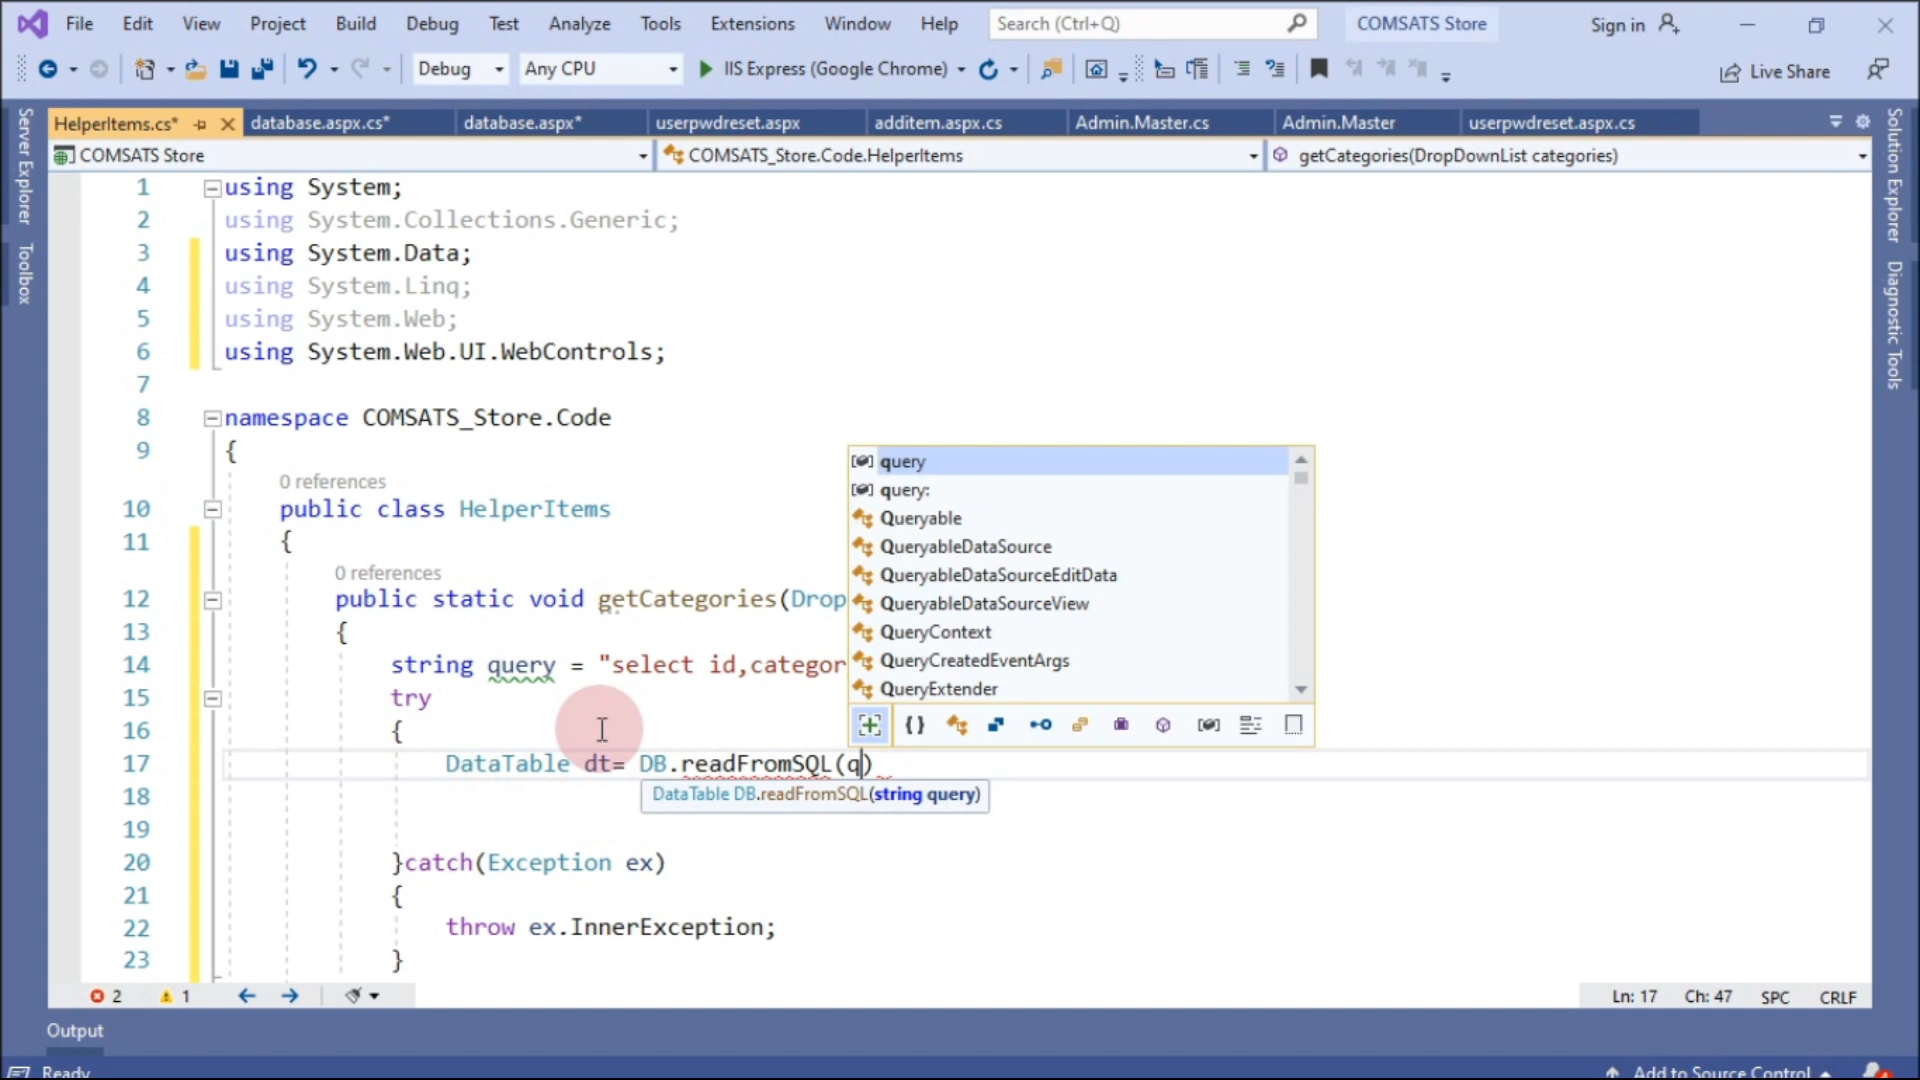 File Edit View Project Build Debug Test Analyze Tools Extensions Window Help Search (Ctrl+Q) COMSATS Store Sign in
Debug Any CPU IIS Express (Google Chrome) Live Share
HelperItems.cs* database.aspx.cs* database.aspx* userpwdreset.aspx additem.aspx.cs Admin.Master.cs Admin.Master userpwdreset.aspx.cs
COMSATS Store COMSATS_Store.Code.HelperItems getCategories(DropDownList categories)
Server Explorer
Toolbox
Solution Explorer
Diagnostic Tools
1 using System;
2 using System.Collections.Generic;
3 using System.Data;
4 using System.Linq;
5 using System.Web;
6 using System.Web.UI.WebControls;
7
8 namespace COMSATS_Store.Code
9 {
0 references
10 public class HelperItems
11 {
0 references
12 public static void getCategories(Drop
13 {
14 string query = "select id,categor
15 try
16 {
17 DataTable dt= DB.readFromSQL(q)
18
19
20 }catch(Exception ex)
21 {
22 throw ex.InnerException;
23 }
query
query:
Queryable
QueryableDataSource
QueryableDataSourceEditData
QueryableDataSourceView
QueryContext
QueryCreatedEventArgs
QueryExtender
DataTable DB.readFromSQL(string query)
2 1 Ln: 17 Ch: 47 SPC CRLF
Output
Ready Add to Source Control